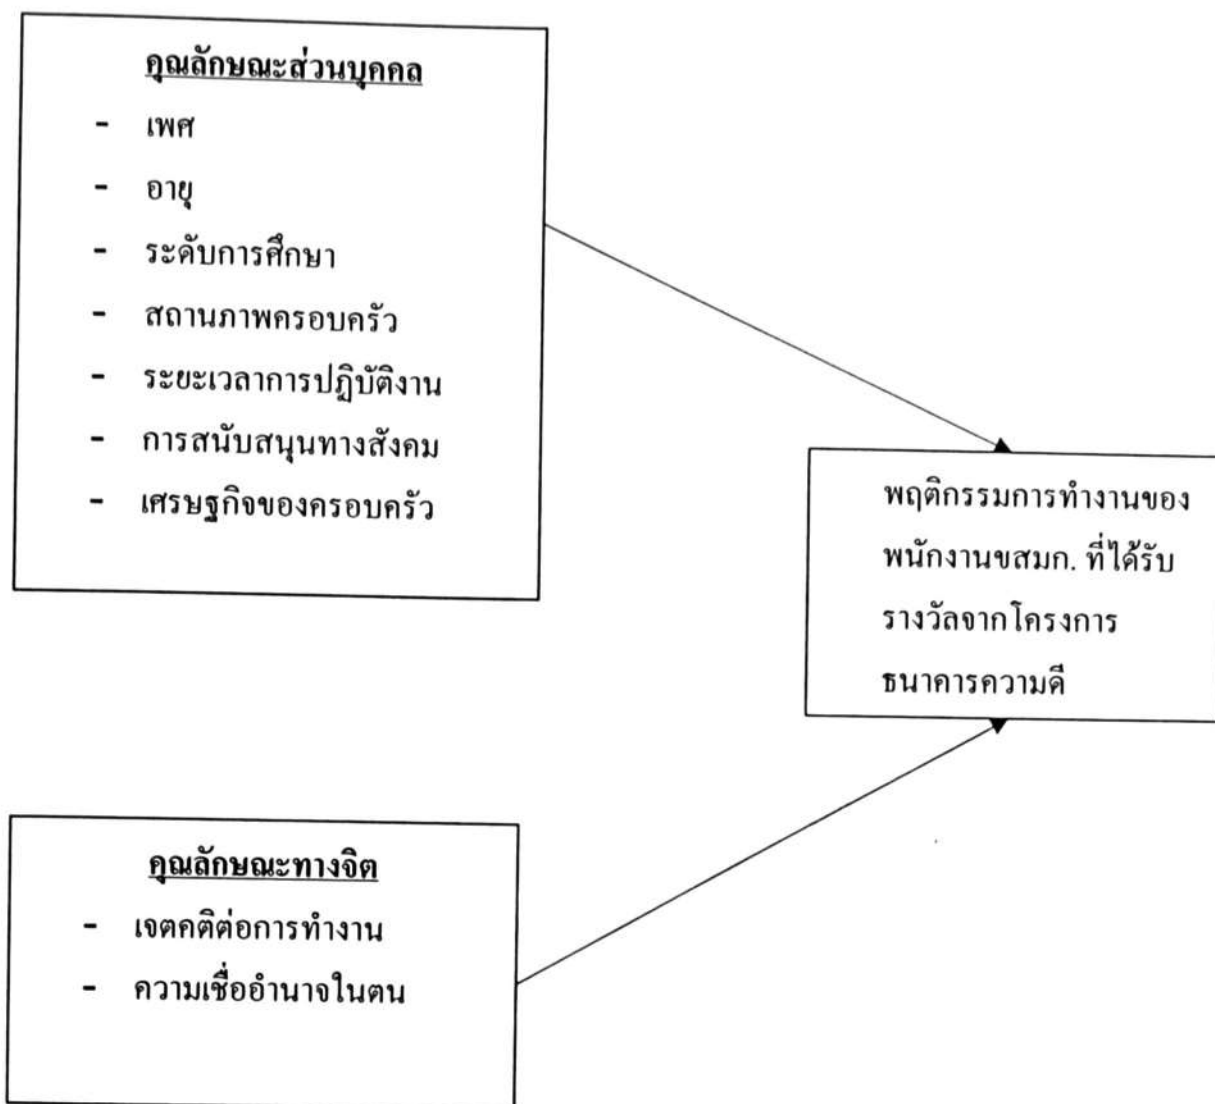 คุณลักษณะส่วนบุคคล
- เพศ
- อายุ
- ระดับการศึกษา
- สถานภาพครอบครัว
- ระยะเวลาการปฏิบัติงาน
- การสนับสนุนทางสังคม
- เศรษฐกิจของครอบครัว
พฤติกรรมการทำงานของ
พนักงานขสมก. ที่ได้รับ
รางวัลจากโครงการ
ธนาคารความดี
คุณลักษณะทางจิต
- เจตคติต่อการทำงาน
- ความเชื่ออำนาจในตน